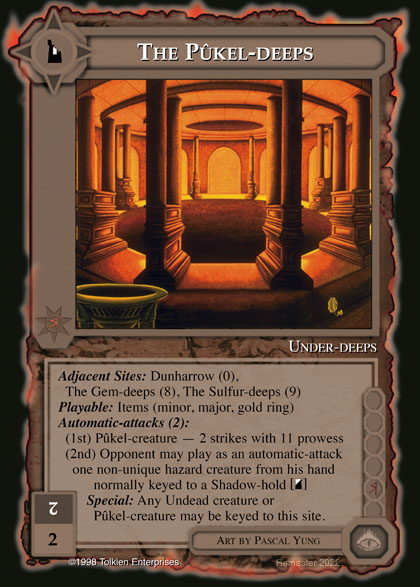 THE PÛKEL-DEEPS
UNDER-DEEPS
Adjacent Sites: Dunharrow (0),
The Gem-deeps (8), The Sulfur-deeps (9)
Playable: Items (minor, major, gold ring)
Automatic-attacks (2):
(1st) Pûkel-creature — 2 strikes with 11 prowess
(2nd) Opponent may play as an automatic-attack
one non-unique hazard creature from his hand
normally keyed to a Shadow-hold [ ]
Special: Any Undead creature or
Pûkel-creature may be keyed to this site.
2
2
ART BY PASCAL YUNG
©1998 Tolkien Enterprises
Remaster 2022